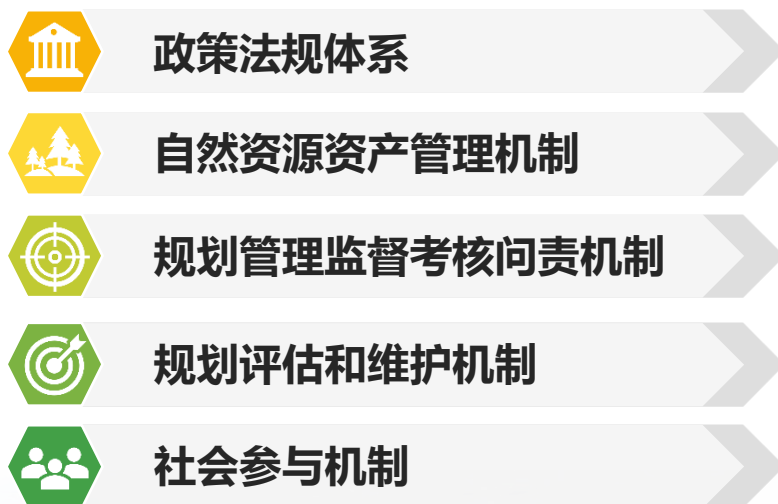 政策法规体系
自然资源资产管理机制
规划管理监督考核问责机制
规划评估和维护机制
社会参与机制